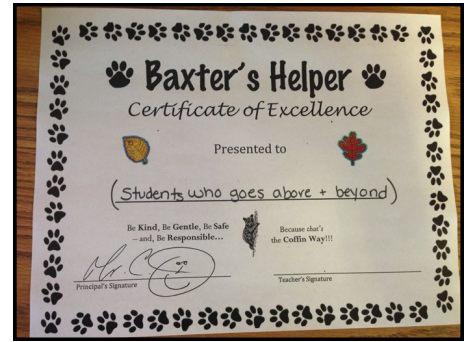 Baxter's Helper
Certificate of Excellence
Presented to
(Students who goes above + beyond)
Be Kind, Be Gentle, Be Safe
—and, Be Responsible...
Because that's
the Coffin Way!!!
Mr. C
Principal's Signature
Teacher's Signature